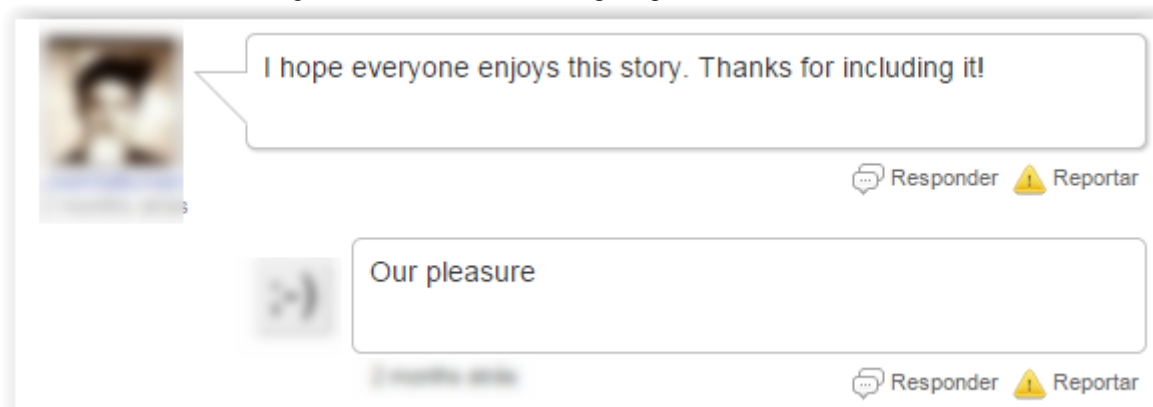 I hope everyone enjoys this story. Thanks for including it!
Responder Reportar
Our pleasure
Responder Reportar